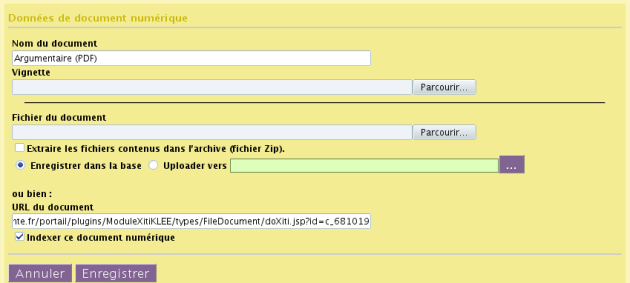 Données de document numérique
Nom du document
Argumentaire (PDF)
Vignette
Parcourir...
Fichier du document
Parcourir...
Extraire les fichiers contenus dans l'archive (fichier Zip).
Enregistrer dans la base Uploader vers ...
ou bien :
URL du document
nte.fr/portail/plugins/ModuleXitiKLEE/types/FileDocument/doXiti.jsp?id=c_681019
Indexer ce document numérique
Annuler Enregistrer